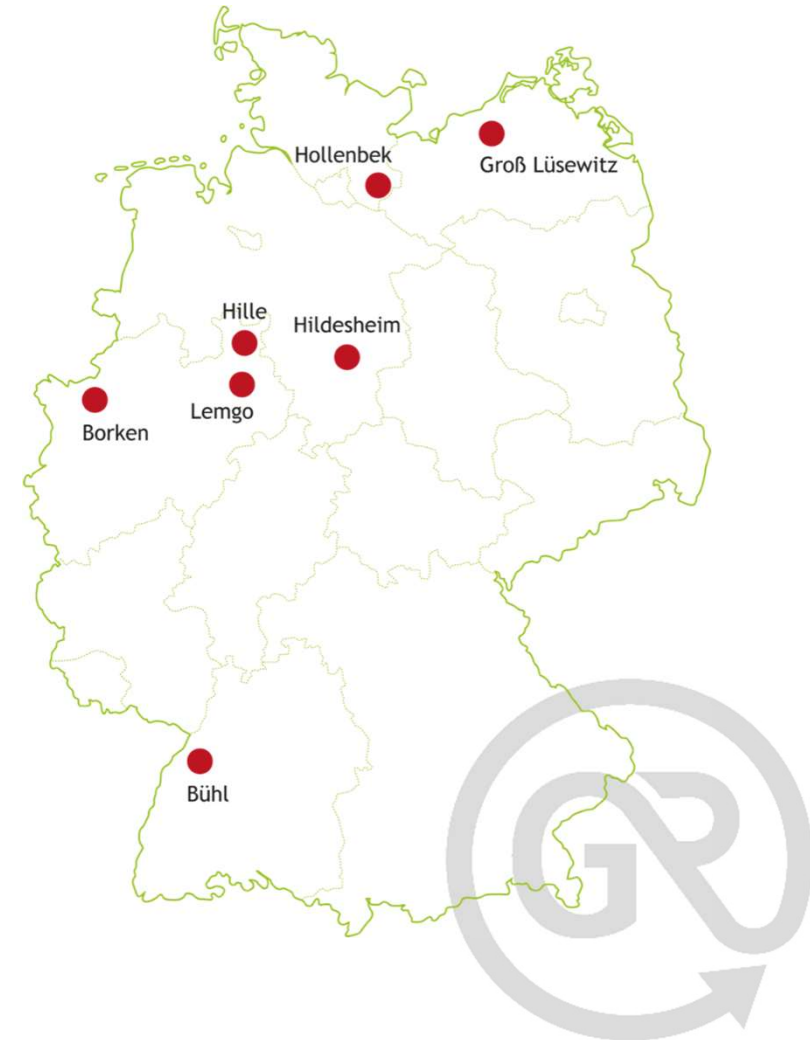 Hollenbek
Groß Lüsewitz
Hille
Hildesheim
Lemgo
Borken
Bühl
GR